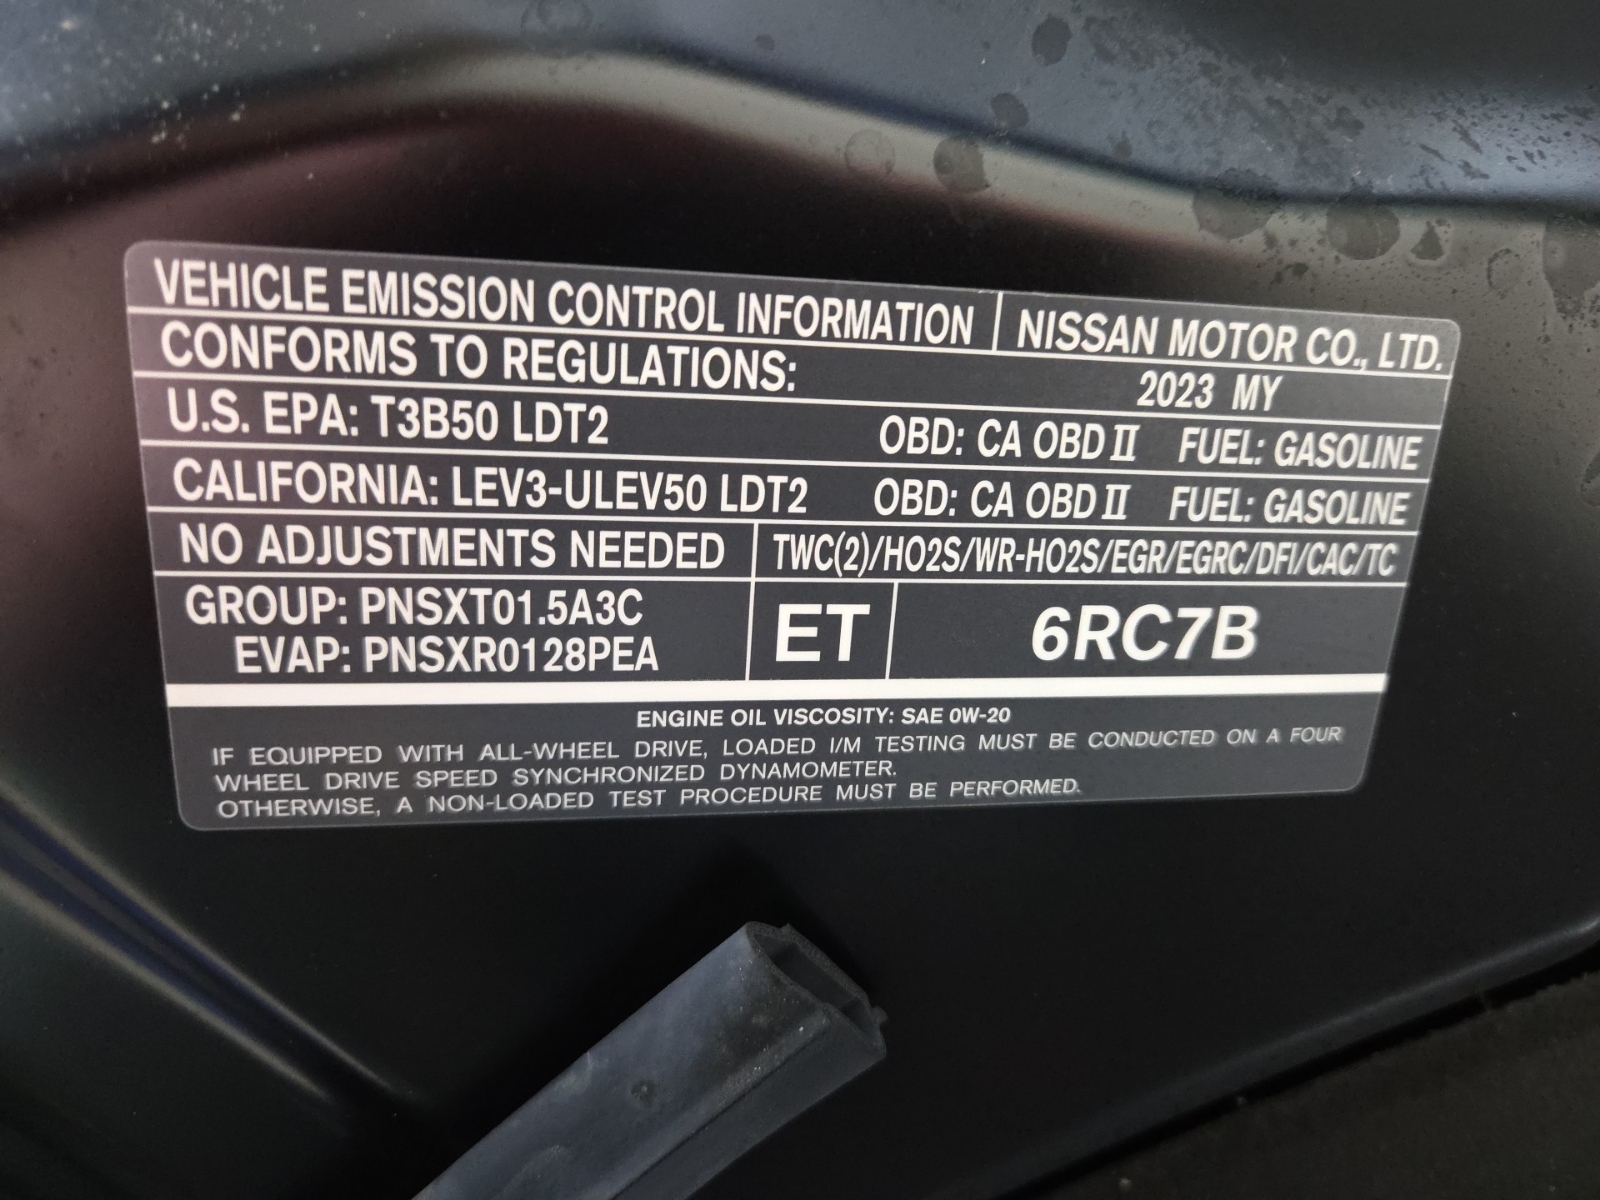 VEHICLE EMISSION CONTROL INFORMATION NISSAN MOTOR CO., LTD.
CONFORMS TO REGULATIONS: 2023 MY
U.S. EPA: T3B50 LDT2 OBD: CA OBD II FUEL: GASOLINE
CALIFORNIA: LEV3-ULEV50 LDT2 OBD: CA OBD II FUEL: GASOLINE
NO ADJUSTMENTS NEEDED TWC(2)/HO2S/WR-HO2S/EGR/EGRC/DFI/CAC/TC
GROUP: PNSXT01.5A3C
EVAP: PNSXR0128PEA
ET 6RC7B
ENGINE OIL VISCOSITY: SAE 0W-20
IF EQUIPPED WITH ALL-WHEEL DRIVE, LOADED I/M TESTING MUST BE CONDUCTED ON A FOUR
WHEEL DRIVE SPEED SYNCHRONIZED DYNAMOMETER.
OTHERWISE, A NON-LOADED TEST PROCEDURE MUST BE PERFORMED.